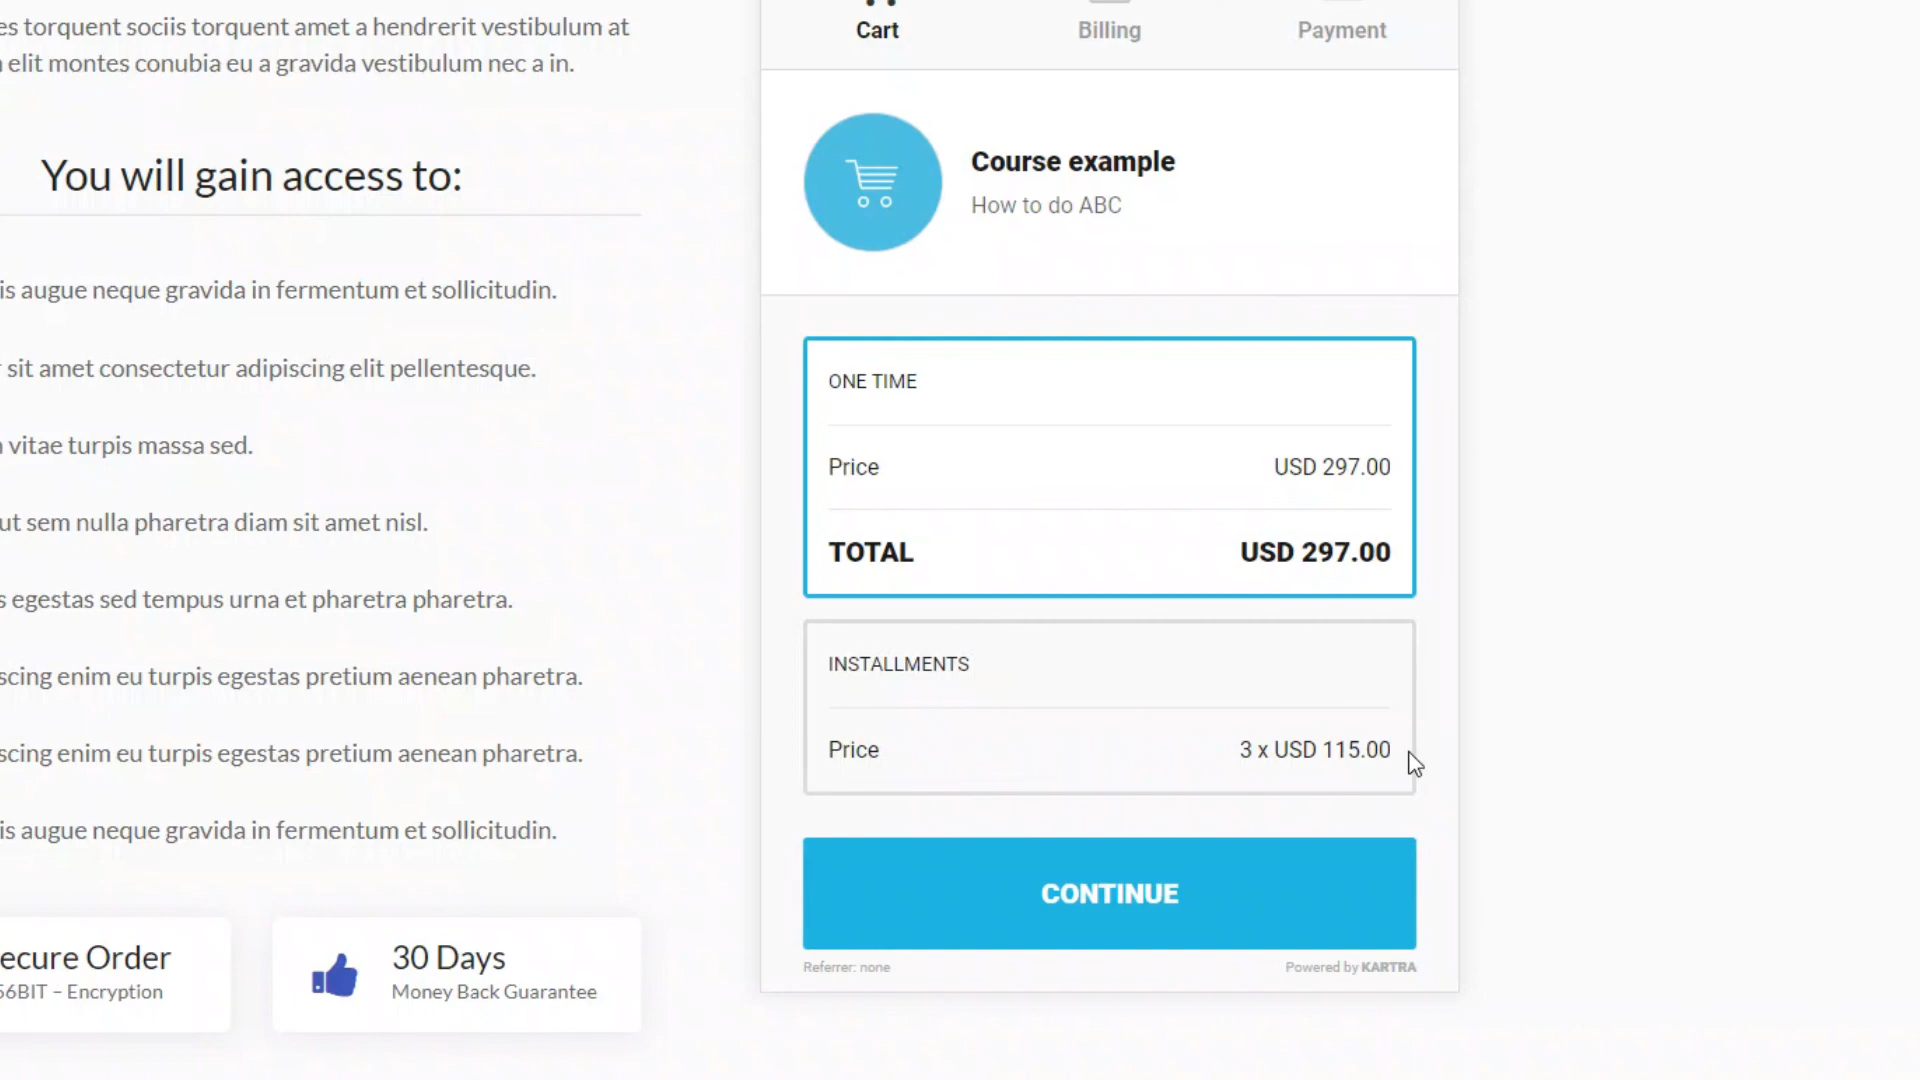 torquent sociis torquent amet a hendrerit vestibulum at
elit montes conubia eu a gravida vestibulum nec a in.
You will gain access to:
augue neque gravida in fermentum et sollicitudin.
sit amet consectetur adipiscing elit pellentesque.
vitae turpis massa sed.
ut sem nulla pharetra diam sit amet nisl.
egestas sed tempus urna et pharetra pharetra.
enim eu turpis egestas pretium aenean pharetra.
enim eu turpis egestas pretium aenean pharetra.
augue neque gravida in fermentum et sollicitudin.
ecure Order
56BIT – Encryption
30 Days
Money Back Guarantee
Cart
Billing
Payment
Course example
How to do ABC
ONE TIME
Price USD 297.00
TOTAL USD 297.00
INSTALLMENTS
Price 3 x USD 115.00
CONTINUE
Referrer: none
Powered by KARTRA